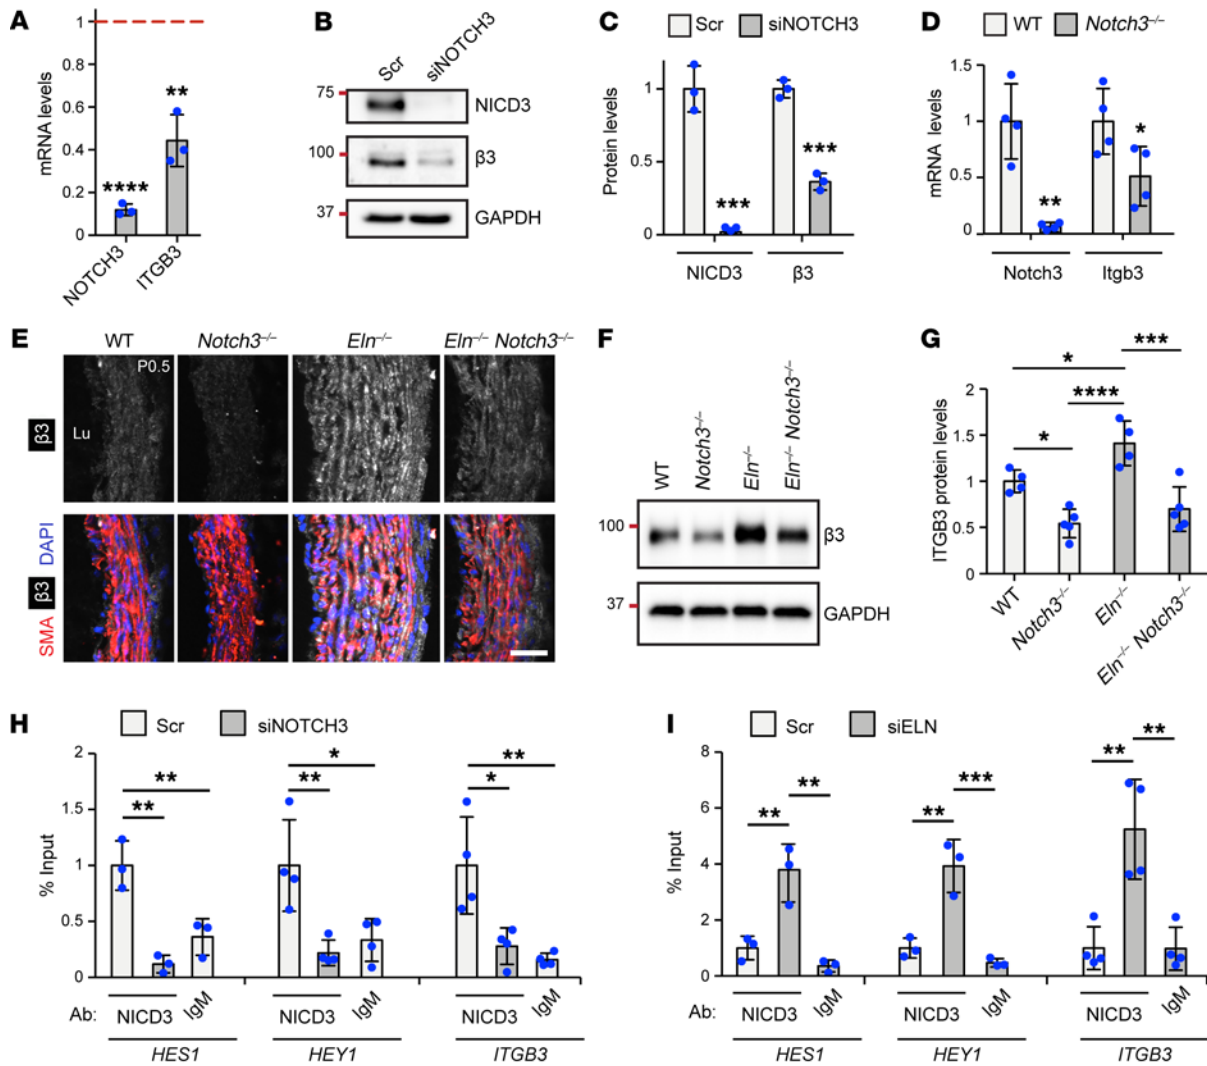 A
mRNA levels
1
0.8
0.6
0.4
0.2
0
****
**
NOTCH3
ITGB3
B
Scr
siNOTCH3
75
NICD3
100
β3
37
GAPDH
C
Scr
siNOTCH3
Protein levels
1
0.5
0
***
***
NICD3
β3
D
WT
Notch3–/–
mRNA levels
1.5
1
0.5
0
**
*
Notch3
Itgb3
E
WT
Notch3–/–
Eln–/–
Eln–/– Notch3–/–
P0.5
Lu
β3
SMA β3 DAPI
F
WT
Notch3–/–
Eln–/–
Eln–/– Notch3–/–
100
β3
37
GAPDH
G
ITGB3 protein levels
2
1.5
1
0.5
0
*
***
****
*
WT
Notch3–/–
Eln–/–
Eln–/– Notch3–/–
H
Scr
siNOTCH3
% Input
2
1.5
1
0.5
0
**
**
*
**
**
*
Ab:
NICD3
IgM
NICD3
IgM
NICD3
IgM
HES1
HEY1
ITGB3
I
Scr
siELN
% Input
8
6
4
2
0
**
**
**
***
**
**
Ab:
NICD3
IgM
NICD3
IgM
NICD3
IgM
HES1
HEY1
ITGB3